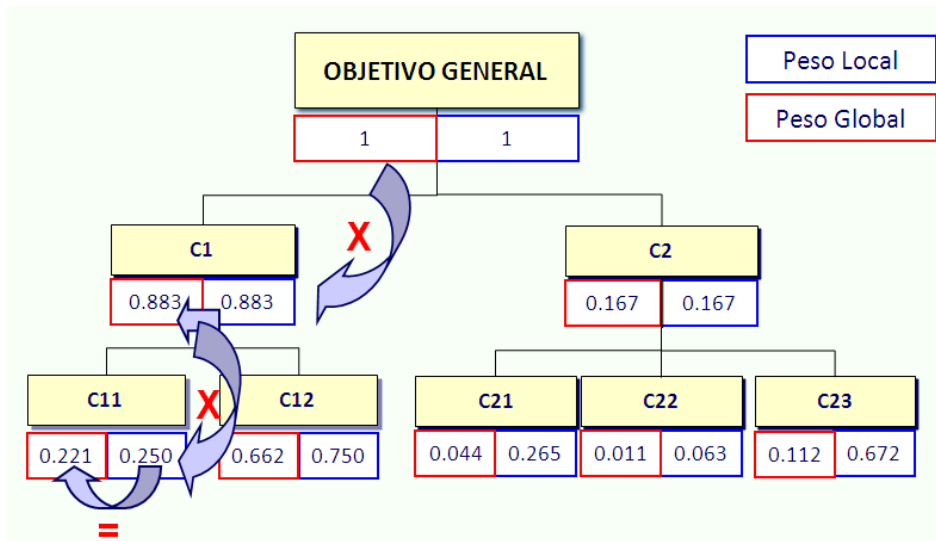 OBJETIVO GENERAL
Peso Local
Peso Global
1 1
X
C1 C2
0.883 0.883 0.167 0.167
C11 X C12 C21 C22 C23
0.221 0.250 0.662 0.750 0.044 0.265 0.011 0.063 0.112 0.672
=